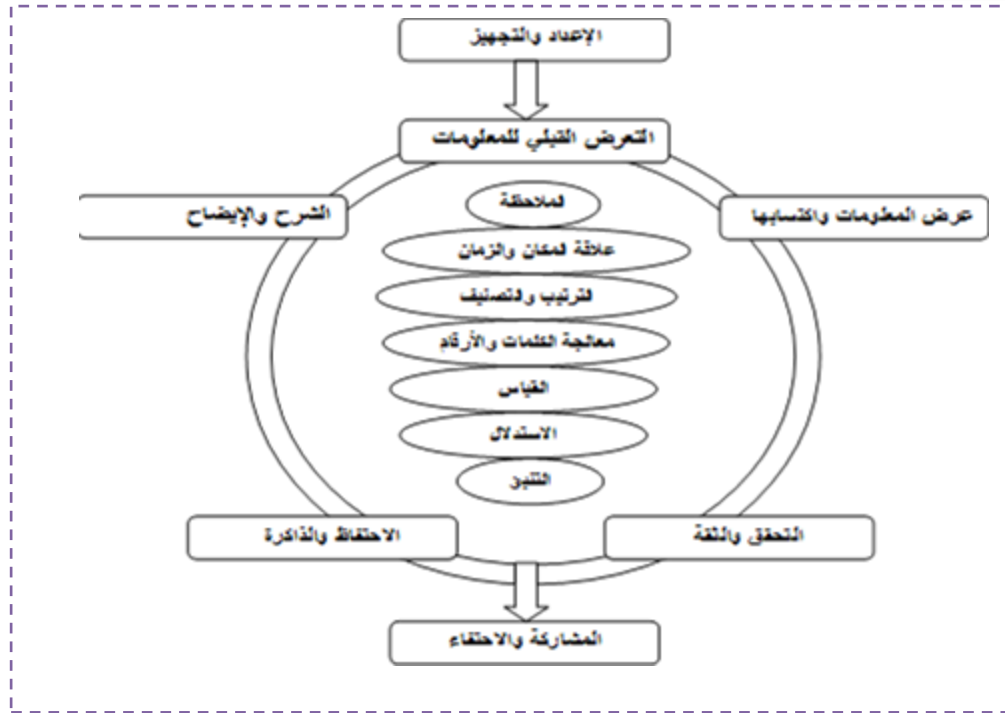 الإعداد والتجهيز
التعرض القبلي للمعلومات
عرض المعلومات واكتسابها
الشرح والإيضاح
الملاحظة
علاقة المكان والزمان
الترتيب والتصنيف
معالجة الكلمات والأرقام
القياس
الاستدلال
التنبؤ
التحقق والثقة
الاحتفاظ والذاكرة
المشاركة والاحتفاء